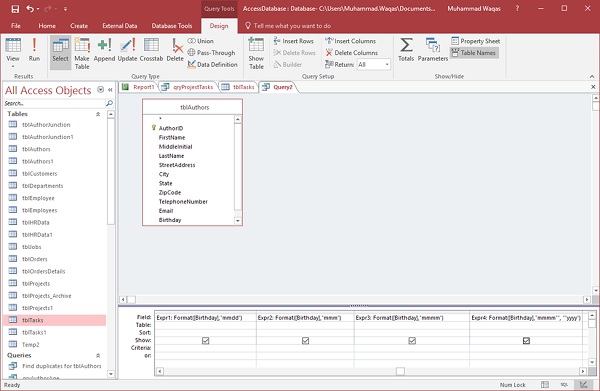 Query Tools
AccessDatabase : Database- C:\Users\Muhammad.Waqas\Documents...
Muhammad Waqas
File Home Create External Data Database Tools Design Tell me what you want to do
View Run Select Make Table Append Update Crosstab Delete
Union
Pass-Through
Data Definition
Show Table
Insert Rows
Delete Rows
Builder
Insert Columns
Delete Columns
Return: All
Totals Parameters
Property Sheet
Table Names
Results Query Type Query Setup Show/Hide
All Access Objects
Tables
tblAuthorJunction
tblAuthorJunction1
tblAuthors
tblAuthors1
tblCustomers
tblDepartments
tblEmployee
tblEmployees
tblHRData
tblHRData1
tblJobs
tblOrders
tblOrdersDetails
tblProjects
tblProjects_Archive
tblProjects1
tblTasks
tblTasks1
Temp2
Queries
Find duplicates for tblAuthors
qryAuthorAge
Report1 qryProjectTasks tblTasks Query2
tblAuthors
*
AuthorID
FirstName
MiddleInitial
LastName
StreetAddress
City
State
ZipCode
TelephoneNumber
Email
Birthday
Field: Expr1: Format([Birthday],'mmdd') Expr2: Format([Birthday],'mmm') Expr3: Format([Birthday],'mmmm') Expr4: Format([Birthday],'mmmm'", "'yyyy')
Table:
Sort:
Show:
Criteria:
or:
Ready
Num Lock